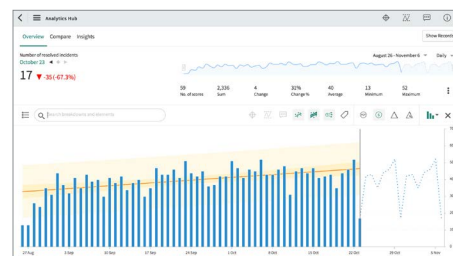 Analytics Hub
Overview Compare Insights
Show Recents
Number of resolved incidents
October 23
17 ▼ -35 (-67.3%)
August 26 - November 6
Daily
59 2,336 4 31% 40 13 52
No. of scores Sum Change Change % Average Minimum Maximum
27 Aug 3 Sep 10 Sep 17 Sep 24 Sep 1 Oct 8 Oct 15 Oct 22 Oct 29 Oct 5 Nov